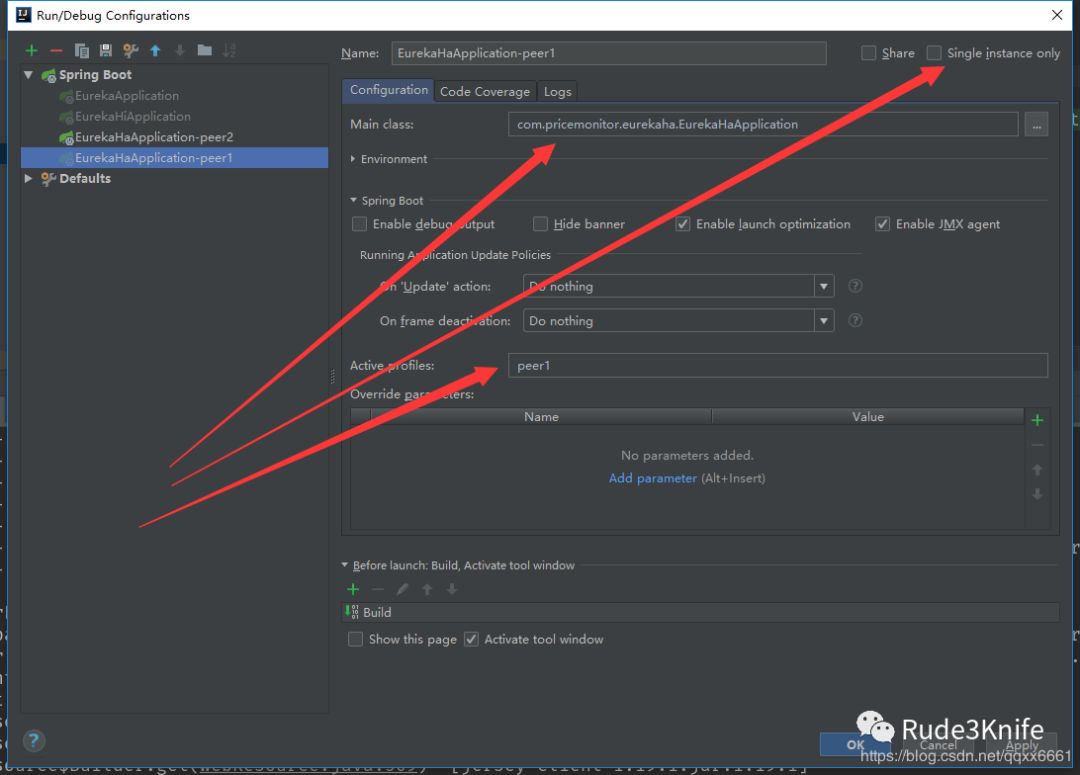 Run/Debug Configurations
Name: EurekaHaApplication-peer1 Share Single instance only
Spring Boot
EurekaApplication
EurekaHiApplication
EurekaHaApplication-peer2
EurekaHaApplication-peer1
Defaults
Configuration Code Coverage Logs
Main class: com.pricemonitor.eurekaha.EurekaHaApplication ...
Environment
Spring Boot
Enable debug output Hide banner Enable launch optimization Enable JMX agent
Running Application Update Policies
On 'Update' action: Do nothing ?
On frame deactivation: Do nothing ?
Active profiles: peer1
Override parameters:
Name Value
No parameters added.
Add parameter (Alt+Insert)
Before launch: Build, Activate tool window
Build
Show this page Activate tool window
?
Rude3Knife
OK Cancel Apply
https://blog.csdn.net/qqxx6661